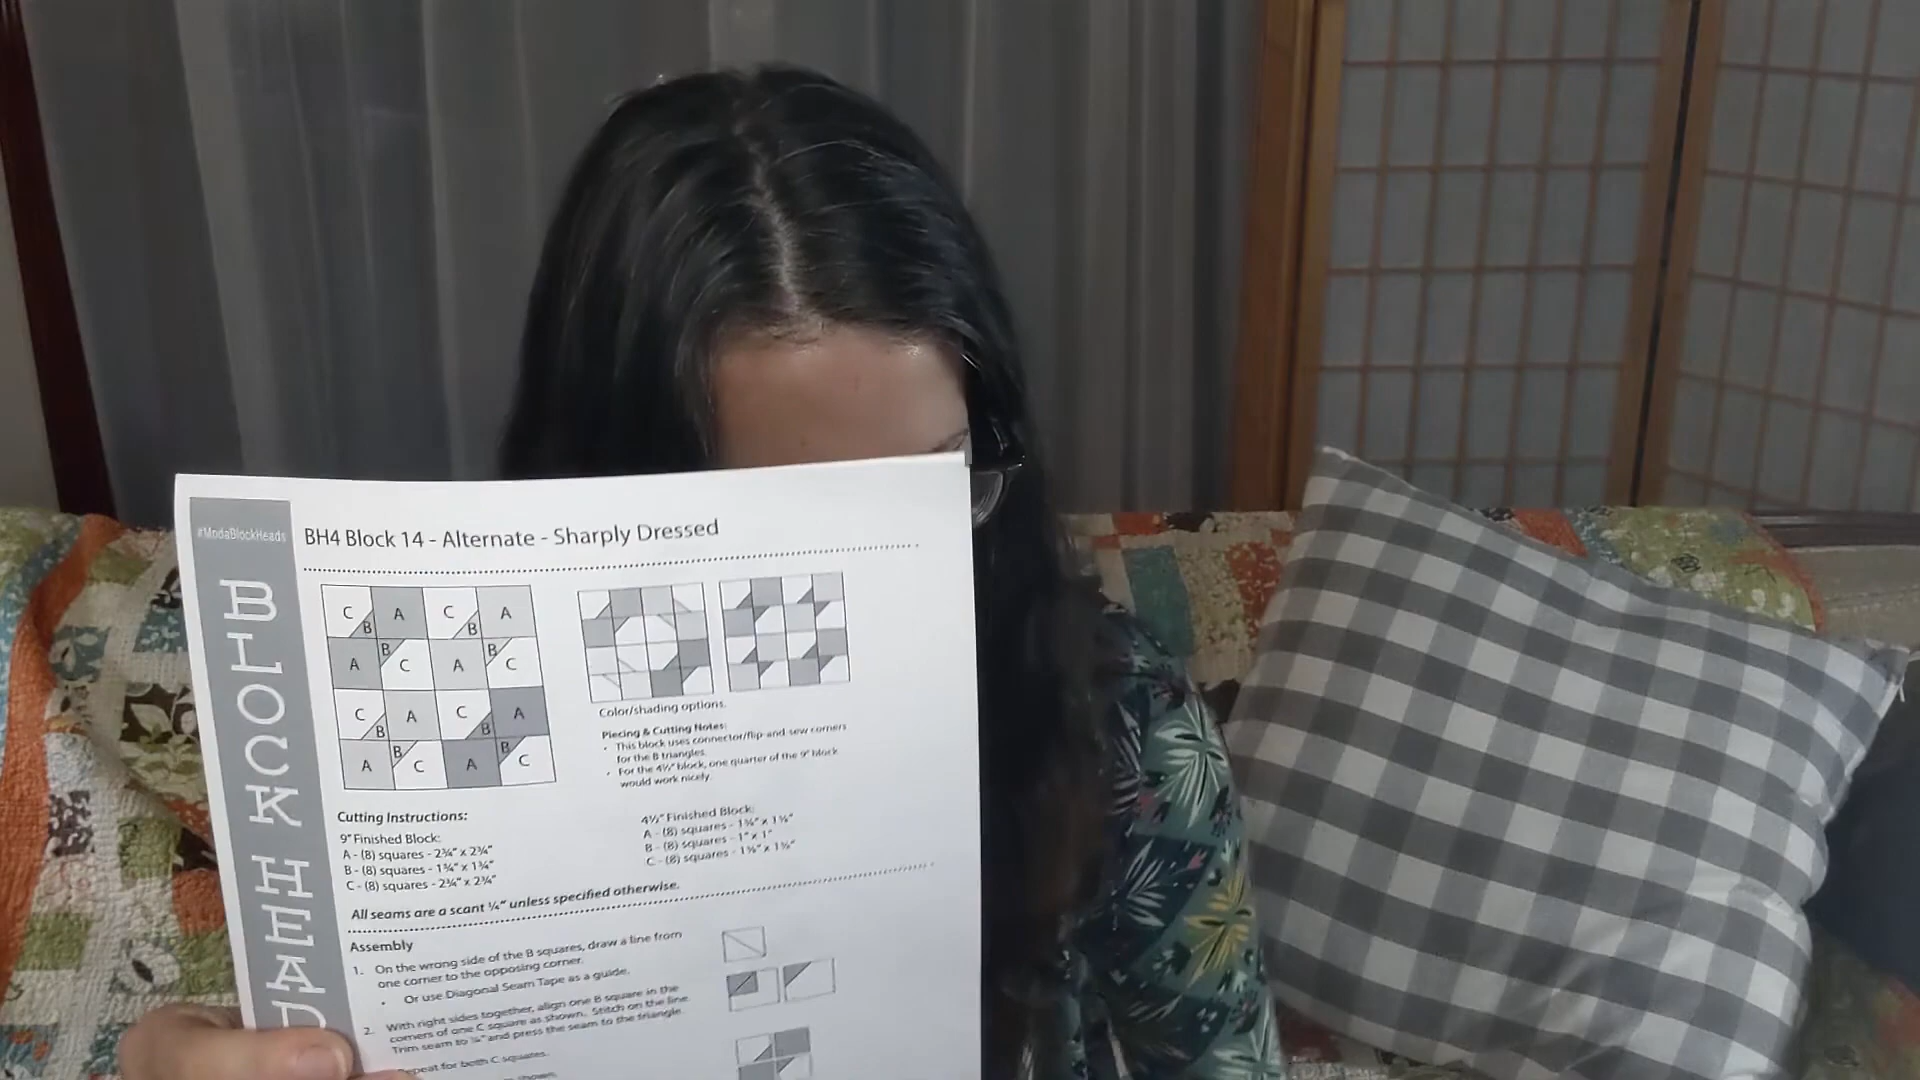 #ModaBlockHeads
BLOCK HEAD
BH4 Block 14 - Alternate - Sharply Dressed
C B A C B A
A B C A B C
C B A C B A
A B C A B C
Color/shading options.
Piecing & Cutting Notes:
• This block uses connector/flip-and-sew corners
for the B triangles.
• For the 4½" block, one quarter of the 9" block
would work nicely.
Cutting Instructions:
9" Finished Block:
A - (8) squares - 2¾" x 2¾"
B - (8) squares - 1¾" x 1¾"
C - (8) squares - 2¾" x 2¾"
4½" Finished Block:
A - (8) squares - 1⅝" x 1⅝"
B - (8) squares - 1" x 1"
C - (8) squares - 1⅝" x 1⅝"
All seams are a scant ¼" unless specified otherwise.
Assembly
1. On the wrong side of the B squares, draw a line from
one corner to the opposing corner.
• Or use Diagonal Seam Tape as a guide.
2. With right sides together, align one B square in the
corners of one C square as shown. Stitch on the line.
Trim seam to ¼" and press the seam to the triangle.
Repeat for both C squares.
shown.